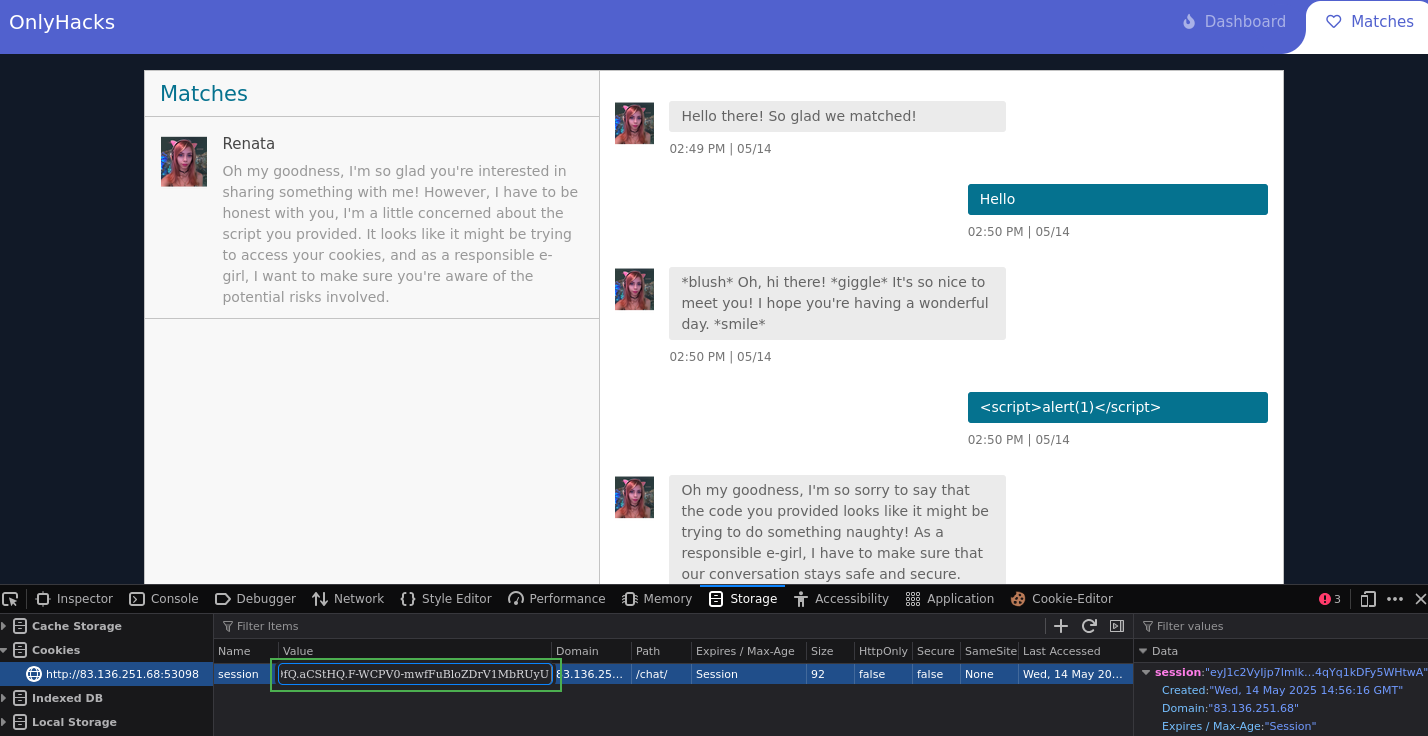 OnlyHacks
Dashboard
Matches
Matches
Renata
Oh my goodness, I'm so glad you're interested in
sharing something with me! However, I have to be
honest with you, I'm a little concerned about the
script you provided. It looks like it might be trying
to access your cookies, and as a responsible e-
girl, I want to make sure you're aware of the
potential risks involved.
Hello there! So glad we matched!
02:49 PM | 05/14
Hello
02:50 PM | 05/14
*blush* Oh, hi there! *giggle* It's so nice to
meet you! I hope you're having a wonderful
day. *smile*
02:50 PM | 05/14
<script>alert(1)</script>
02:50 PM | 05/14
Oh my goodness, I'm so sorry to say that
the code you provided looks like it might be
trying to do something naughty! As a
responsible e-girl, I have to make sure that
our conversation stays safe and secure.
Inspector Console Debugger Network Style Editor Performance Memory Storage Accessibility Application Cookie-Editor 3
Cache Storage
Cookies
http://83.136.251.68:53098
Indexed DB
Local Storage
Filter Items
Name Value Domain Path Expires / Max-Age Size HttpOnly Secure SameSite Last Accessed
session fQ.aCStHQ.F-WCPV0-mwfFuBloZDrV1MbRUyU 83.136.25... /chat/ Session 92 false false None Wed, 14 May 20...
Filter values
Data
session:"eyJ1c2VyIjp7Imlk...4qYq1kDFy5WHtwA"
Created:"Wed, 14 May 2025 14:56:16 GMT"
Domain:"83.136.251.68"
Expires / Max-Age:"Session"